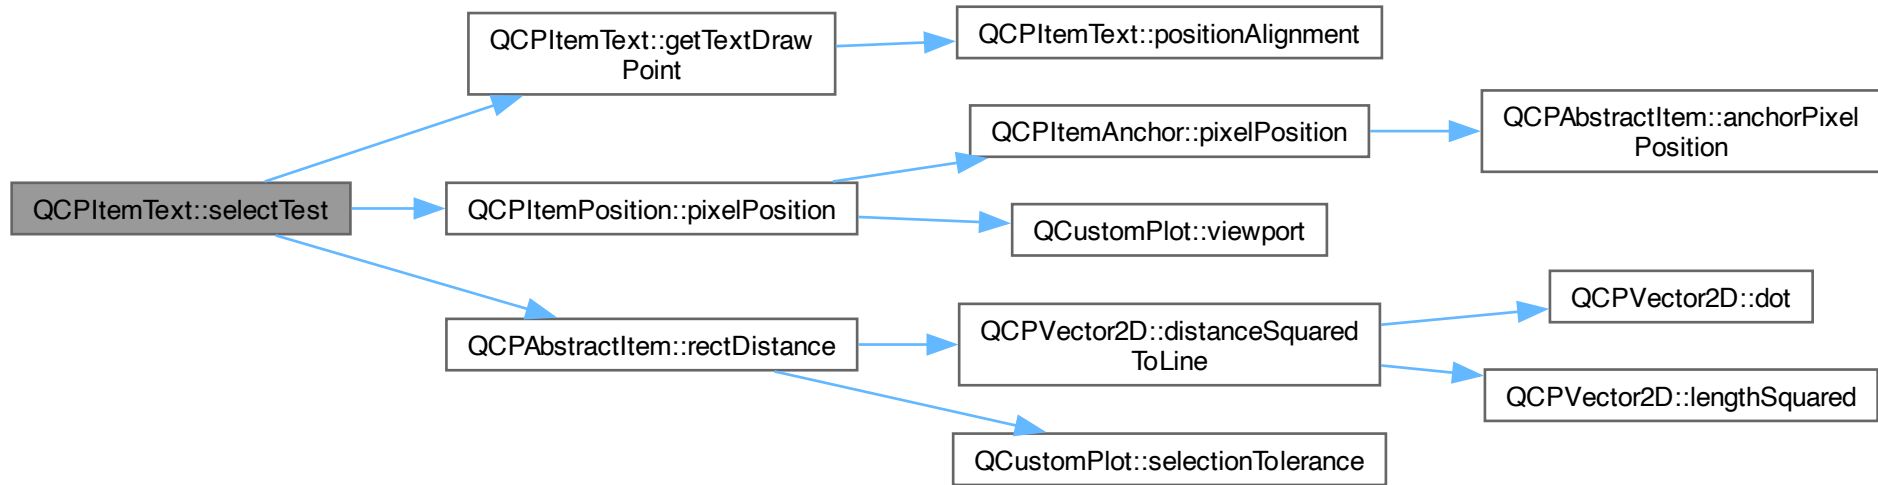 QCPItemText::selectTest
QCPItemText::getTextDraw
Point
QCPItemPosition::pixelPosition
QCPAbstractItem::rectDistance
QCPItemText::positionAlignment
QCPItemAnchor::pixelPosition
QCustomPlot::viewport
QCPVector2D::distanceSquared
ToLine
QCustomPlot::selectionTolerance
QCPAbstractItem::anchorPixel
Position
QCPVector2D::dot
QCPVector2D::lengthSquared